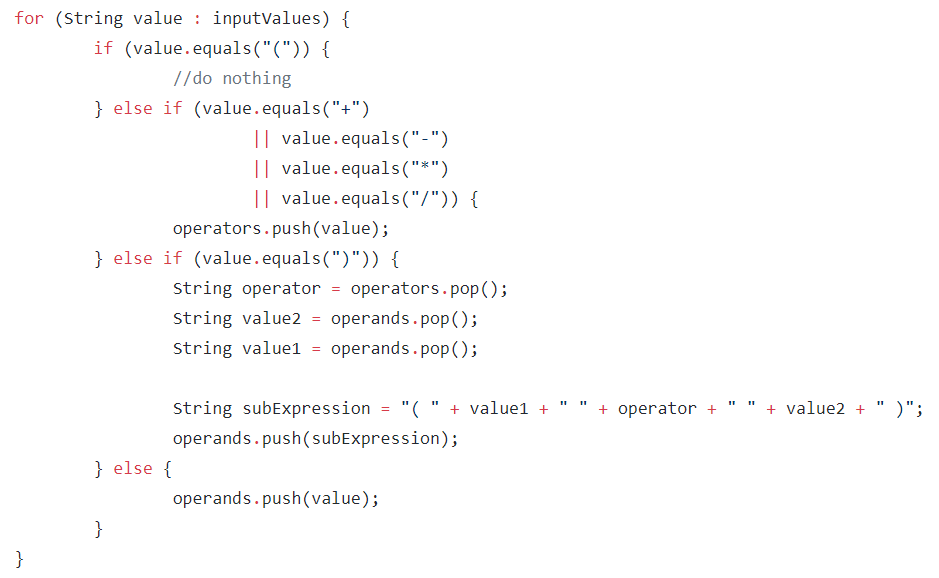 for (String value : inputValues) {
        if (value.equals("(")) {
                //do nothing
        } else if (value.equals("+")
                        || value.equals("-")
                        || value.equals("*")
                        || value.equals("/")) {
                operators.push(value);
        } else if (value.equals(")")) {
                String operator = operators.pop();
                String value2 = operands.pop();
                String value1 = operands.pop();

                String subExpression = "( " + value1 + " " + operator + " " + value2 + " )";
                operands.push(subExpression);
        } else {
                operands.push(value);
        }
}